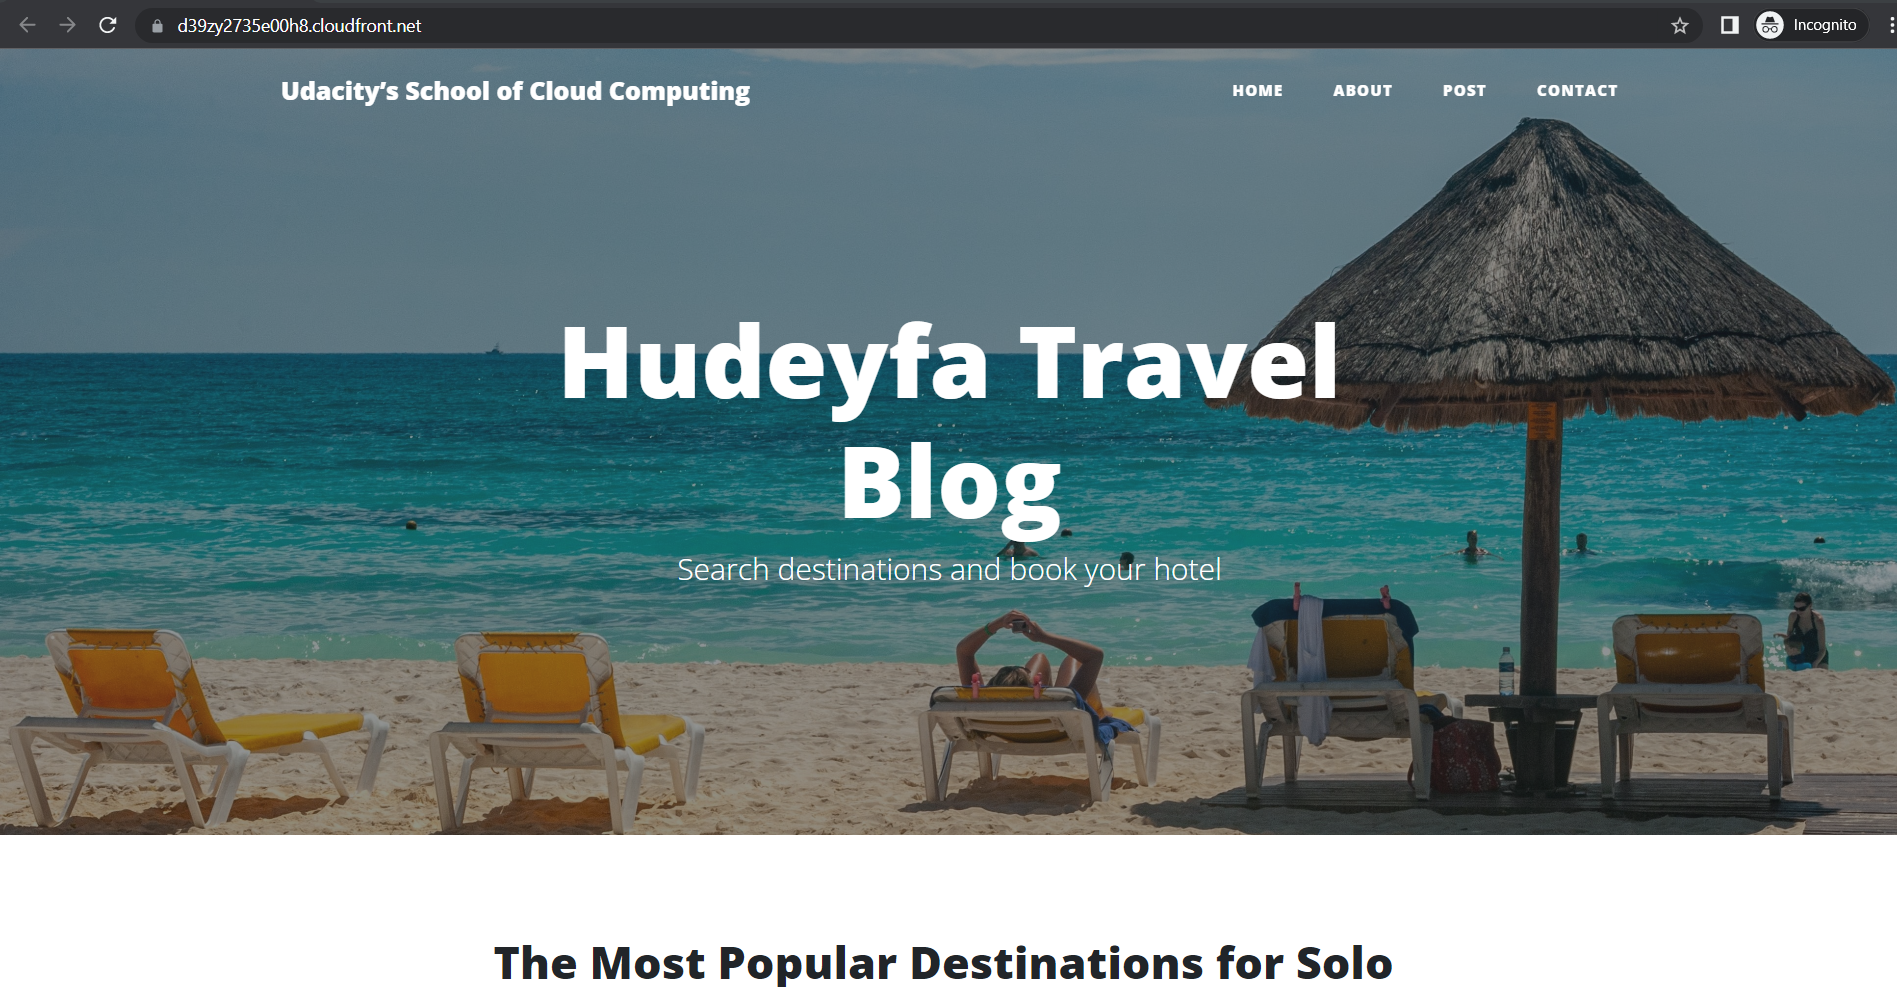 d39zy2735e00h8.cloudfront.net
Incognito
Udacity’s School of Cloud Computing
HOME ABOUT POST CONTACT
Hudeyfa Travel
Blog
Search destinations and book your hotel
The Most Popular Destinations for Solo